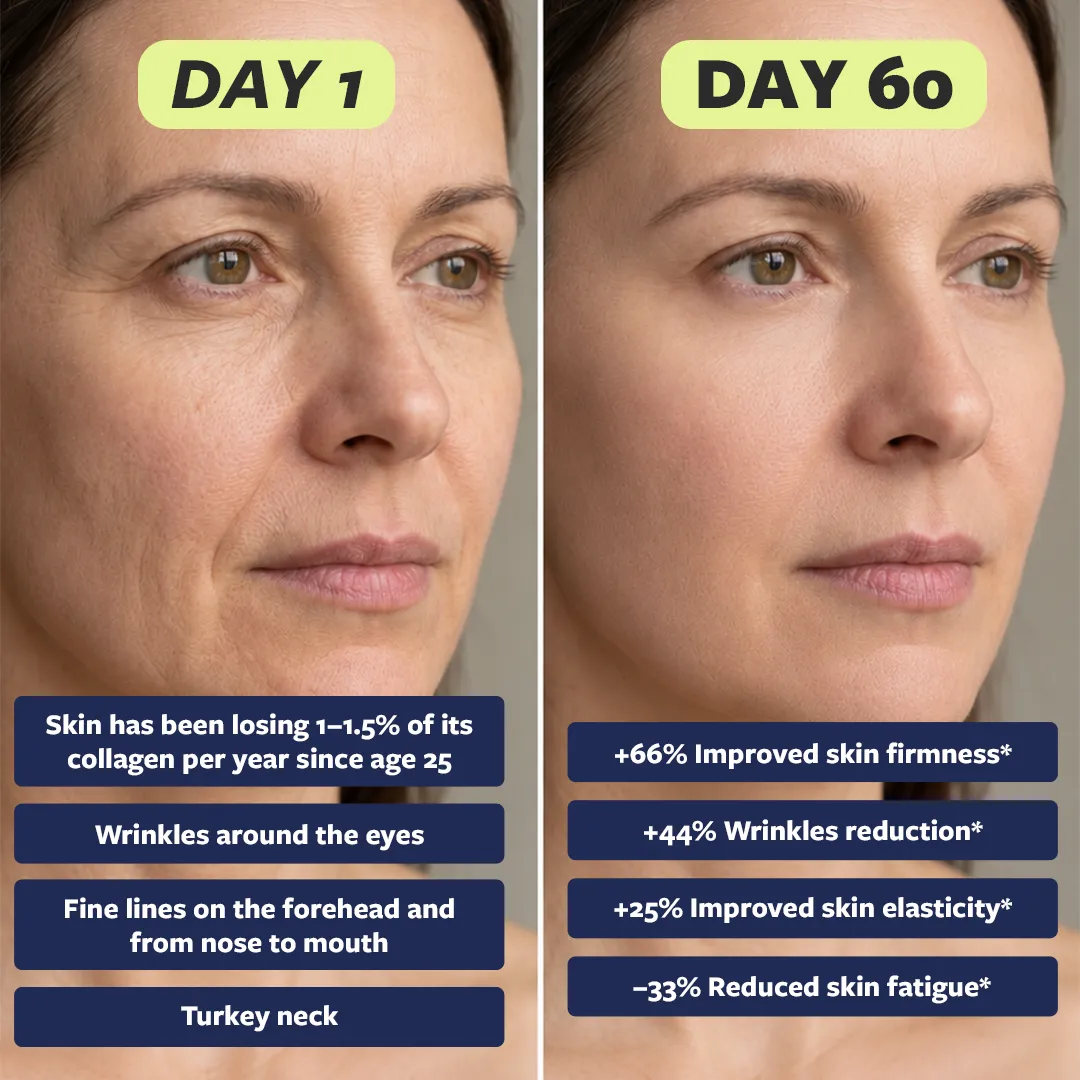 DAY 1
DAY 60
Skin has been losing 1–1.5% of its
collagen per year since age 25
Wrinkles around the eyes
Fine lines on the forehead and
from nose to mouth
Turkey neck
+66% Improved skin firmness*
+44% Wrinkles reduction*
+25% Improved skin elasticity*
–33% Reduced skin fatigue*